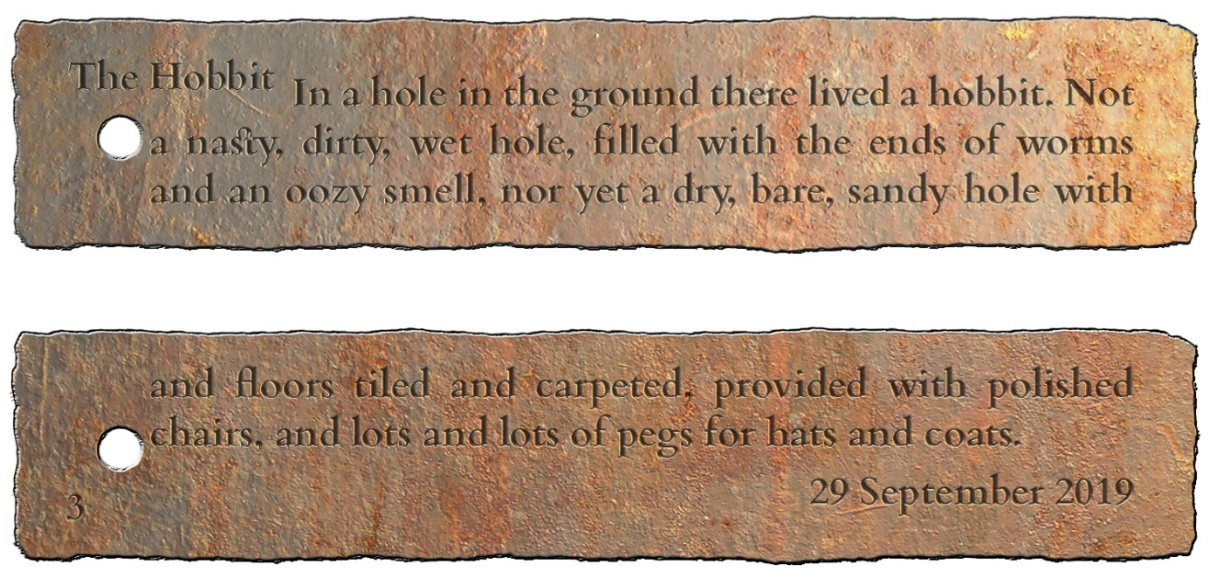 The Hobbit In a hole in the ground there lived a hobbit. Not
a nasty, dirty, wet hole, filled with the ends of worms
and an oozy smell, nor yet a dry, bare, sandy hole with
and floors tiled and carpeted, provided with polished
chairs, and lots and lots of pegs for hats and coats.
29 September 2019
3